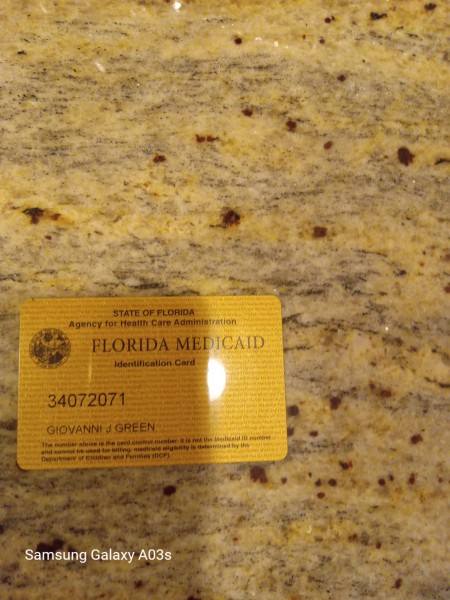 STATE OF FLORIDA
Agency for Health Care Administration
FLORIDA MEDICAID
Identification Card
34072071
GIOVANNI J GREEN
The number above is the card control number. It is not the Medicaid ID number
and cannot be used for billing. medicaid eligibility is determined by the
Department of Children and Families (DCF)
Samsung Galaxy A03s